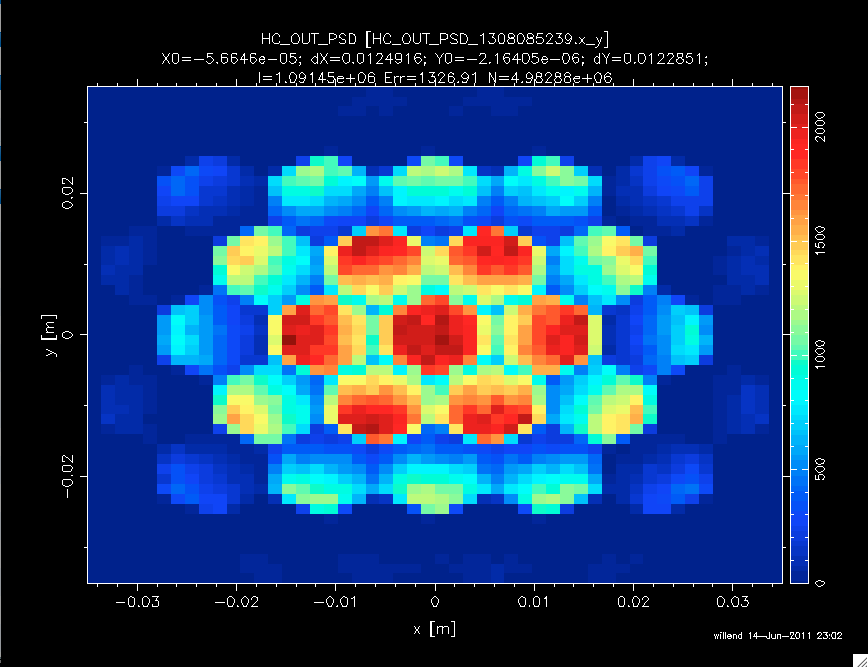 HC_OUT_PSD [HC_OUT_PSD_1308085239.x_y]
X0=-5.6646e-05; dX=0.0124916; Y0=-2.16405e-06; dY=0.0122851;
I=1.09145e+06 Err=1326.91 N=4.98286e+06
0.02
0
-0.02
y [m]
2000
1500
1000
500
0
-0.03 -0.02 -0.01 0 0.01 0.02 0.03
x [m]
willend 14-Jun-2011 23:02